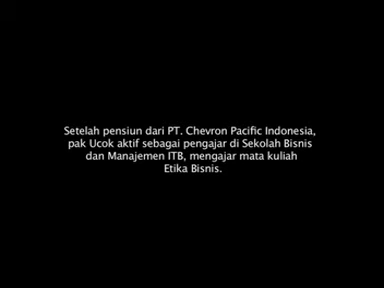 Setelah pensiun dari PT. Chevron Pacific Indonesia,
pak Ucok aktif sebagai pengajar di Sekolah Bisnis
dan Manajemen ITB, mengajar mata kuliah
Etika Bisnis.